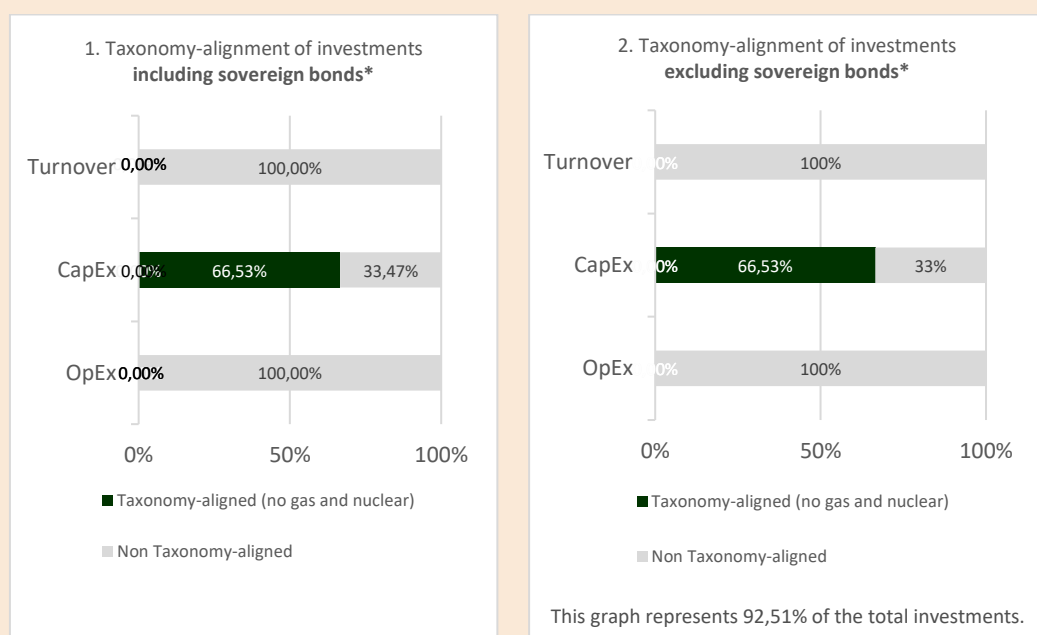 1. Taxonomy-alignment of investments
including sovereign bonds*
Turnover 0,00% 100,00%
CapEx 0,00% 66,53% 33,47%
OpEx 0,00% 100,00%
0% 50% 100%
Taxonomy-aligned (no gas and nuclear)
Non Taxonomy-aligned
2. Taxonomy-alignment of investments
excluding sovereign bonds*
Turnover 100%
CapEx 66,53% 33%
OpEx 100%
0% 50% 100%
Taxonomy-aligned (no gas and nuclear)
Non Taxonomy-aligned
This graph represents 92,51% of the total investments.